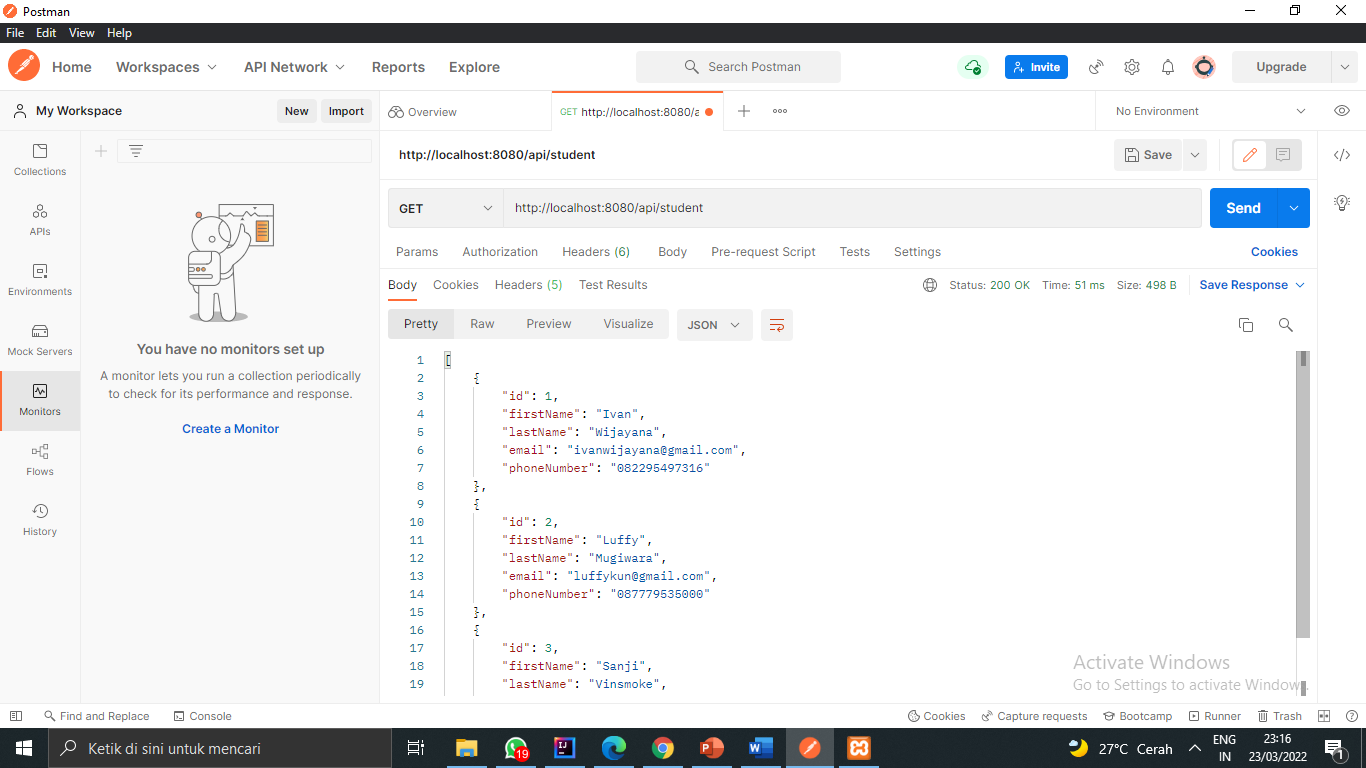 Postman
File Edit View Help
Home Workspaces API Network Reports Explore Search Postman Invite Upgrade
My Workspace New Import Overview GET http://localhost:8080/a No Environment
http://localhost:8080/api/student Save
GET http://localhost:8080/api/student Send
Params Authorization Headers (6) Body Pre-request Script Tests Settings Cookies
Body Cookies Headers (5) Test Results Status: 200 OK Time: 51 ms Size: 498 B Save Response
Pretty Raw Preview Visualize JSON
Collections
APIs
Environments
Mock Servers
Monitors
Flows
History
You have no monitors set up
A monitor lets you run a collection periodically
to check for its performance and response.
Create a Monitor
1 [
2 {
3 "id": 1,
4 "firstName": "Ivan",
5 "lastName": "Wijayana",
6 "email": "ivanwijayana@gmail.com",
7 "phoneNumber": "082295497316"
8 },
9 {
10 "id": 2,
11 "firstName": "Luffy",
12 "lastName": "Mugiwara",
13 "email": "luffykun@gmail.com",
14 "phoneNumber": "087779535000"
15 },
16 {
17 "id": 3,
18 "firstName": "Sanji",
19 "lastName": "Vinsmoke",
Activate Windows
Go to Settings to activate Windows.
Find and Replace Console Cookies Capture requests Bootcamp Runner Trash
Ketik di sini untuk mencari 19 27°C Cerah ENG 23:16
IN 23/03/2022 1